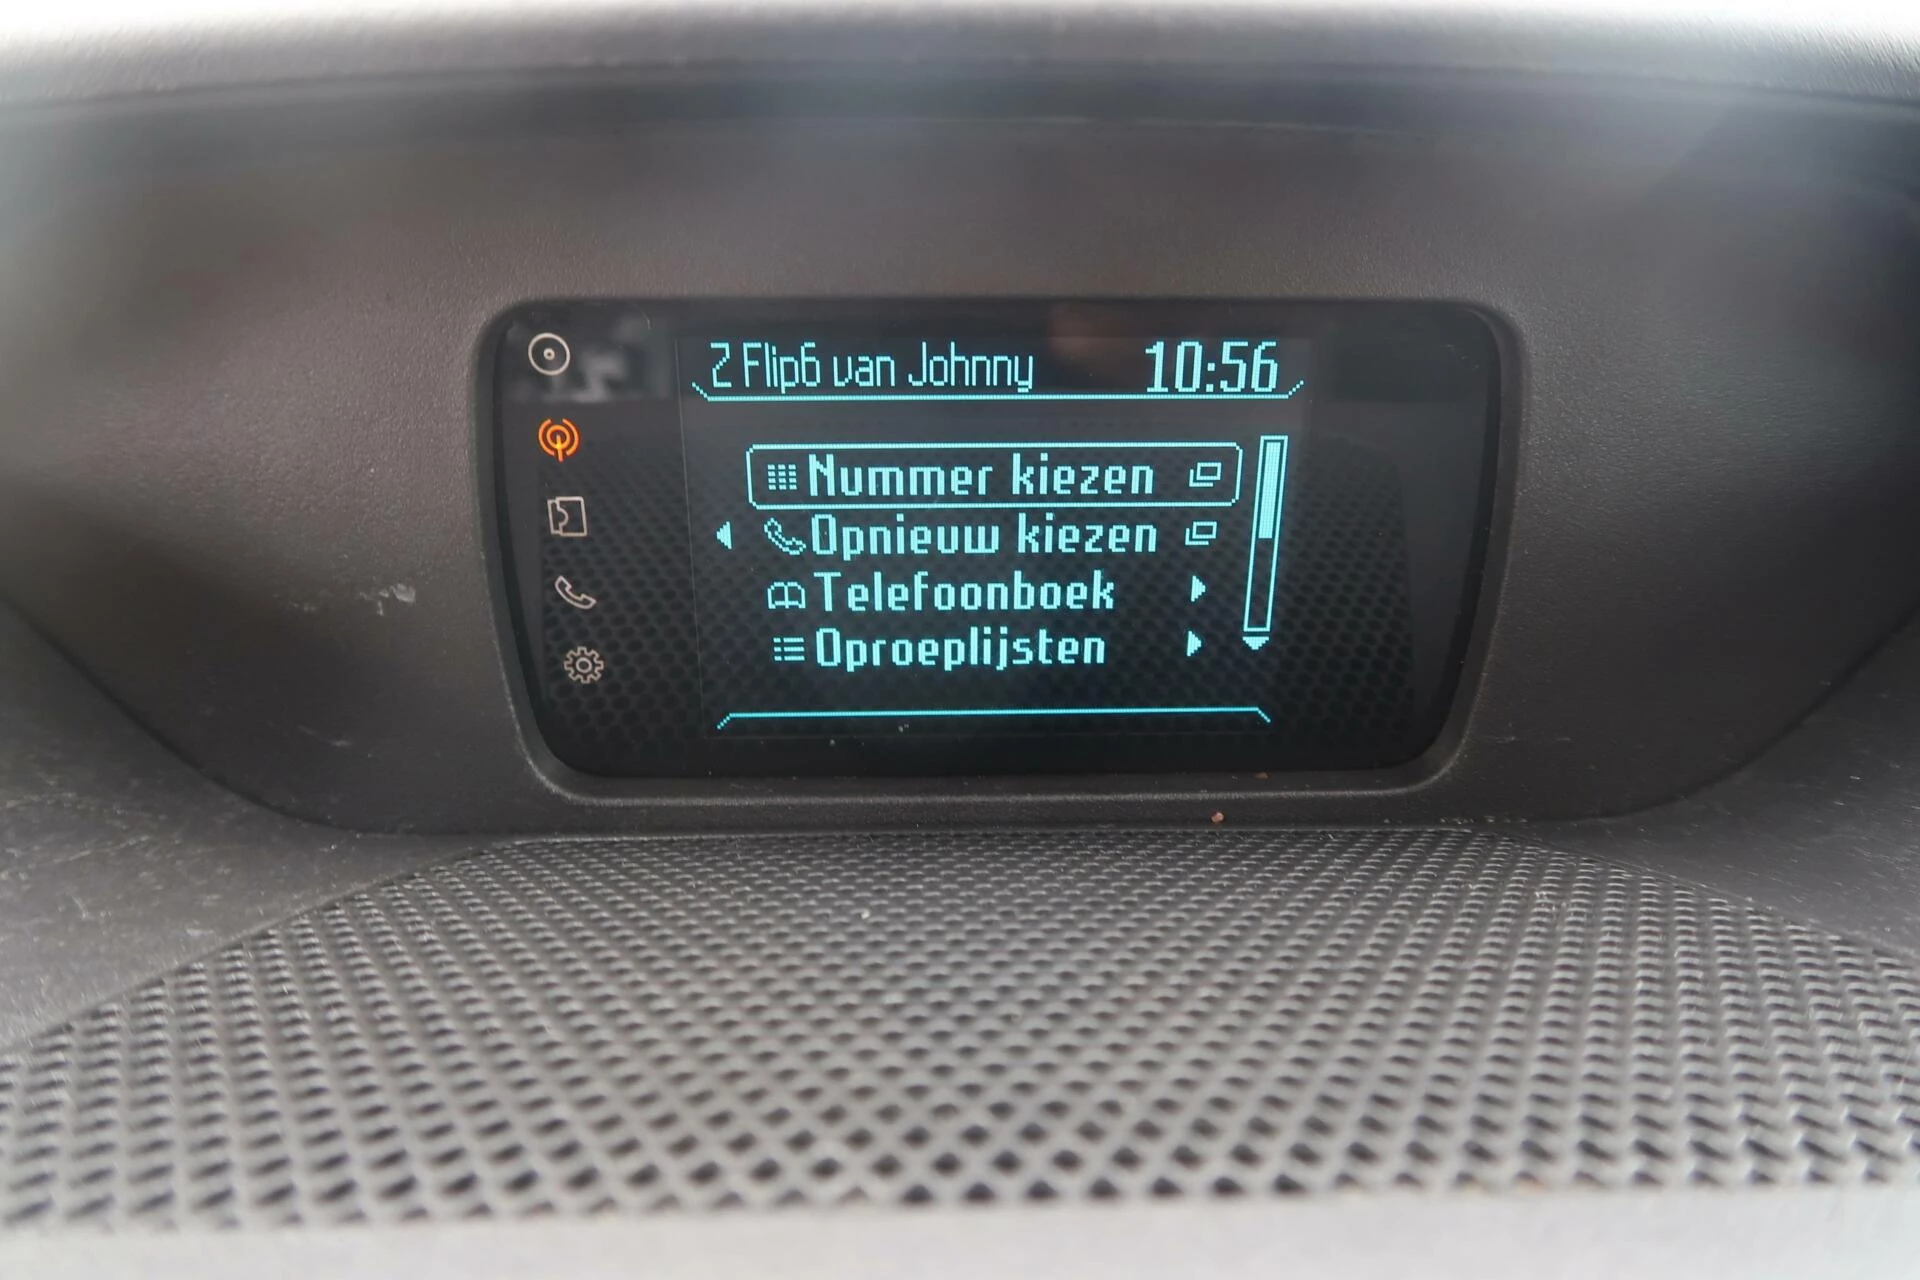 Z Flip6 van Johnny 10:56
Nummer kiezen
Opnieuw kiezen
Telefoonboek
Oproeplijsten